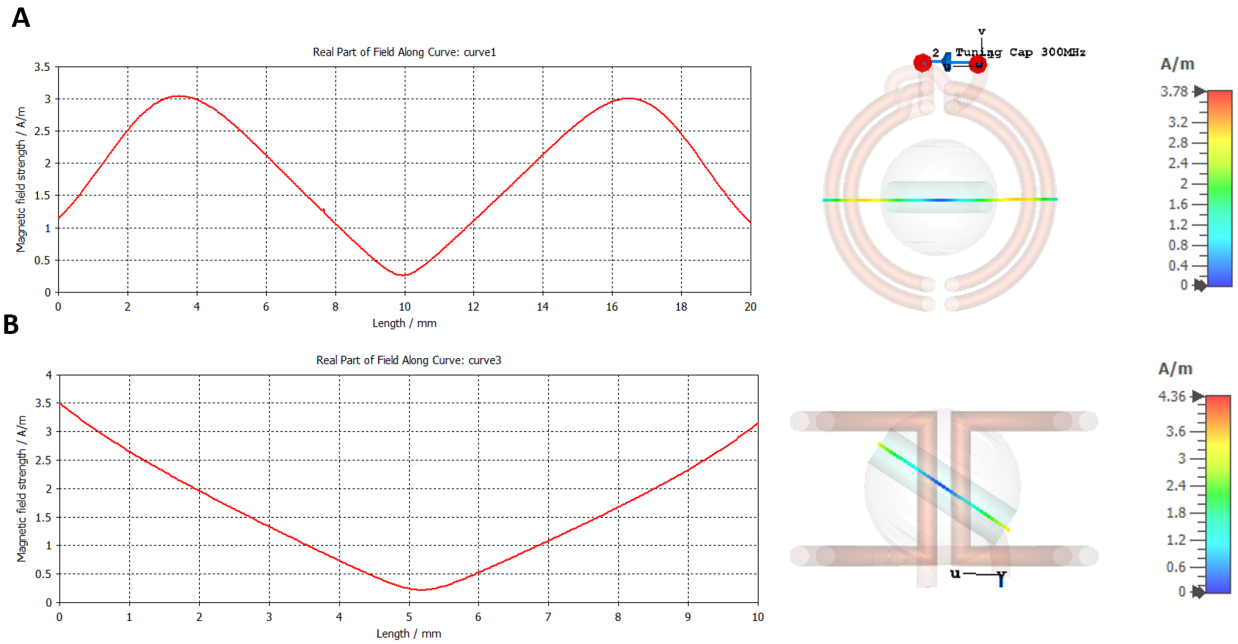 A
Real Part of Field Along Curve: curve1
Magnetic field strength / A/m
3.5
3
2.5
2
1.5
1
0.5
0
0 2 4 6 8 10 12 14 16 18 20
Length / mm
v
2 Tuning Cap 300MHz
A/m
3.78
3.2
2.8
2.4
2
1.6
1.2
0.8
0.4
0
B
Real Part of Field Along Curve: curve3
Magnetic field strength / A/m
4
3.5
3
2.5
2
1.5
1
0.5
0
0 1 2 3 4 5 6 7 8 9 10
Length / mm
u v
A/m
4.36
3.6
3
2.4
1.8
1.2
0.6
0